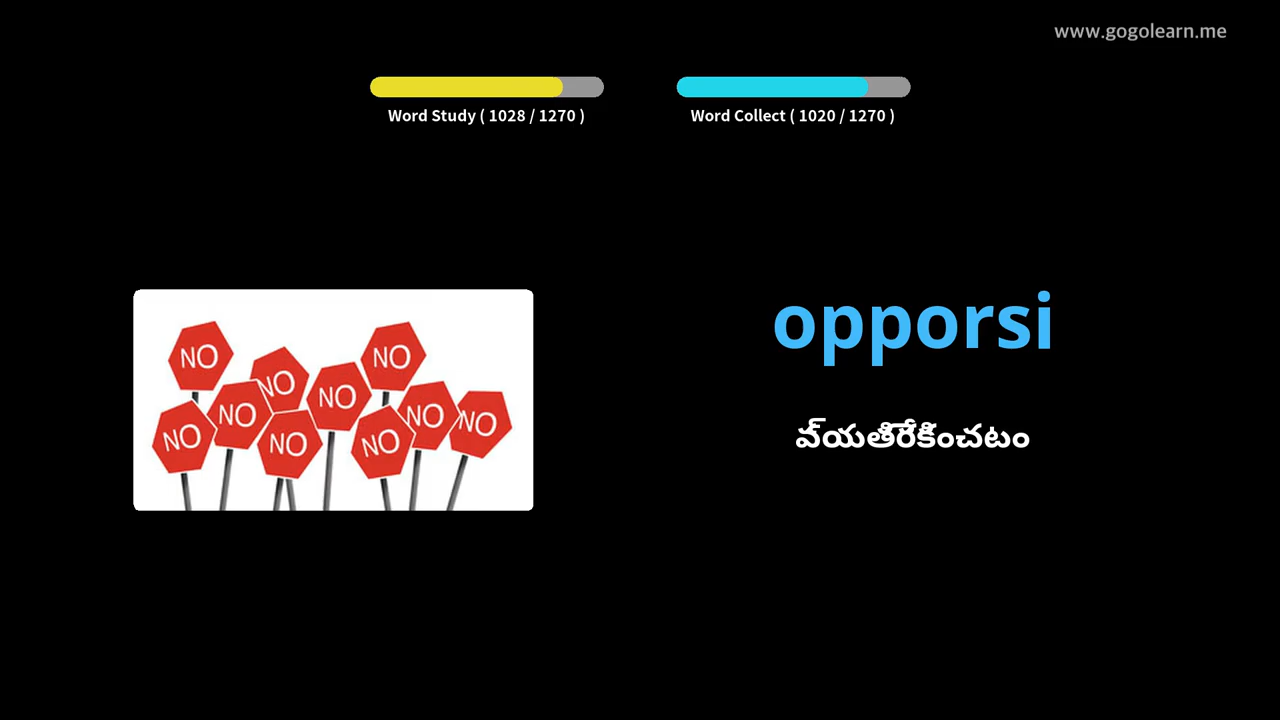 www.gogolearn.me
Word Study ( 1028 / 1270 )
Word Collect ( 1020 / 1270 )
opporsi
వ్యతిరేకించటం
NO
NO
NO
NO
NO
NO
NO
NO
NO
NO